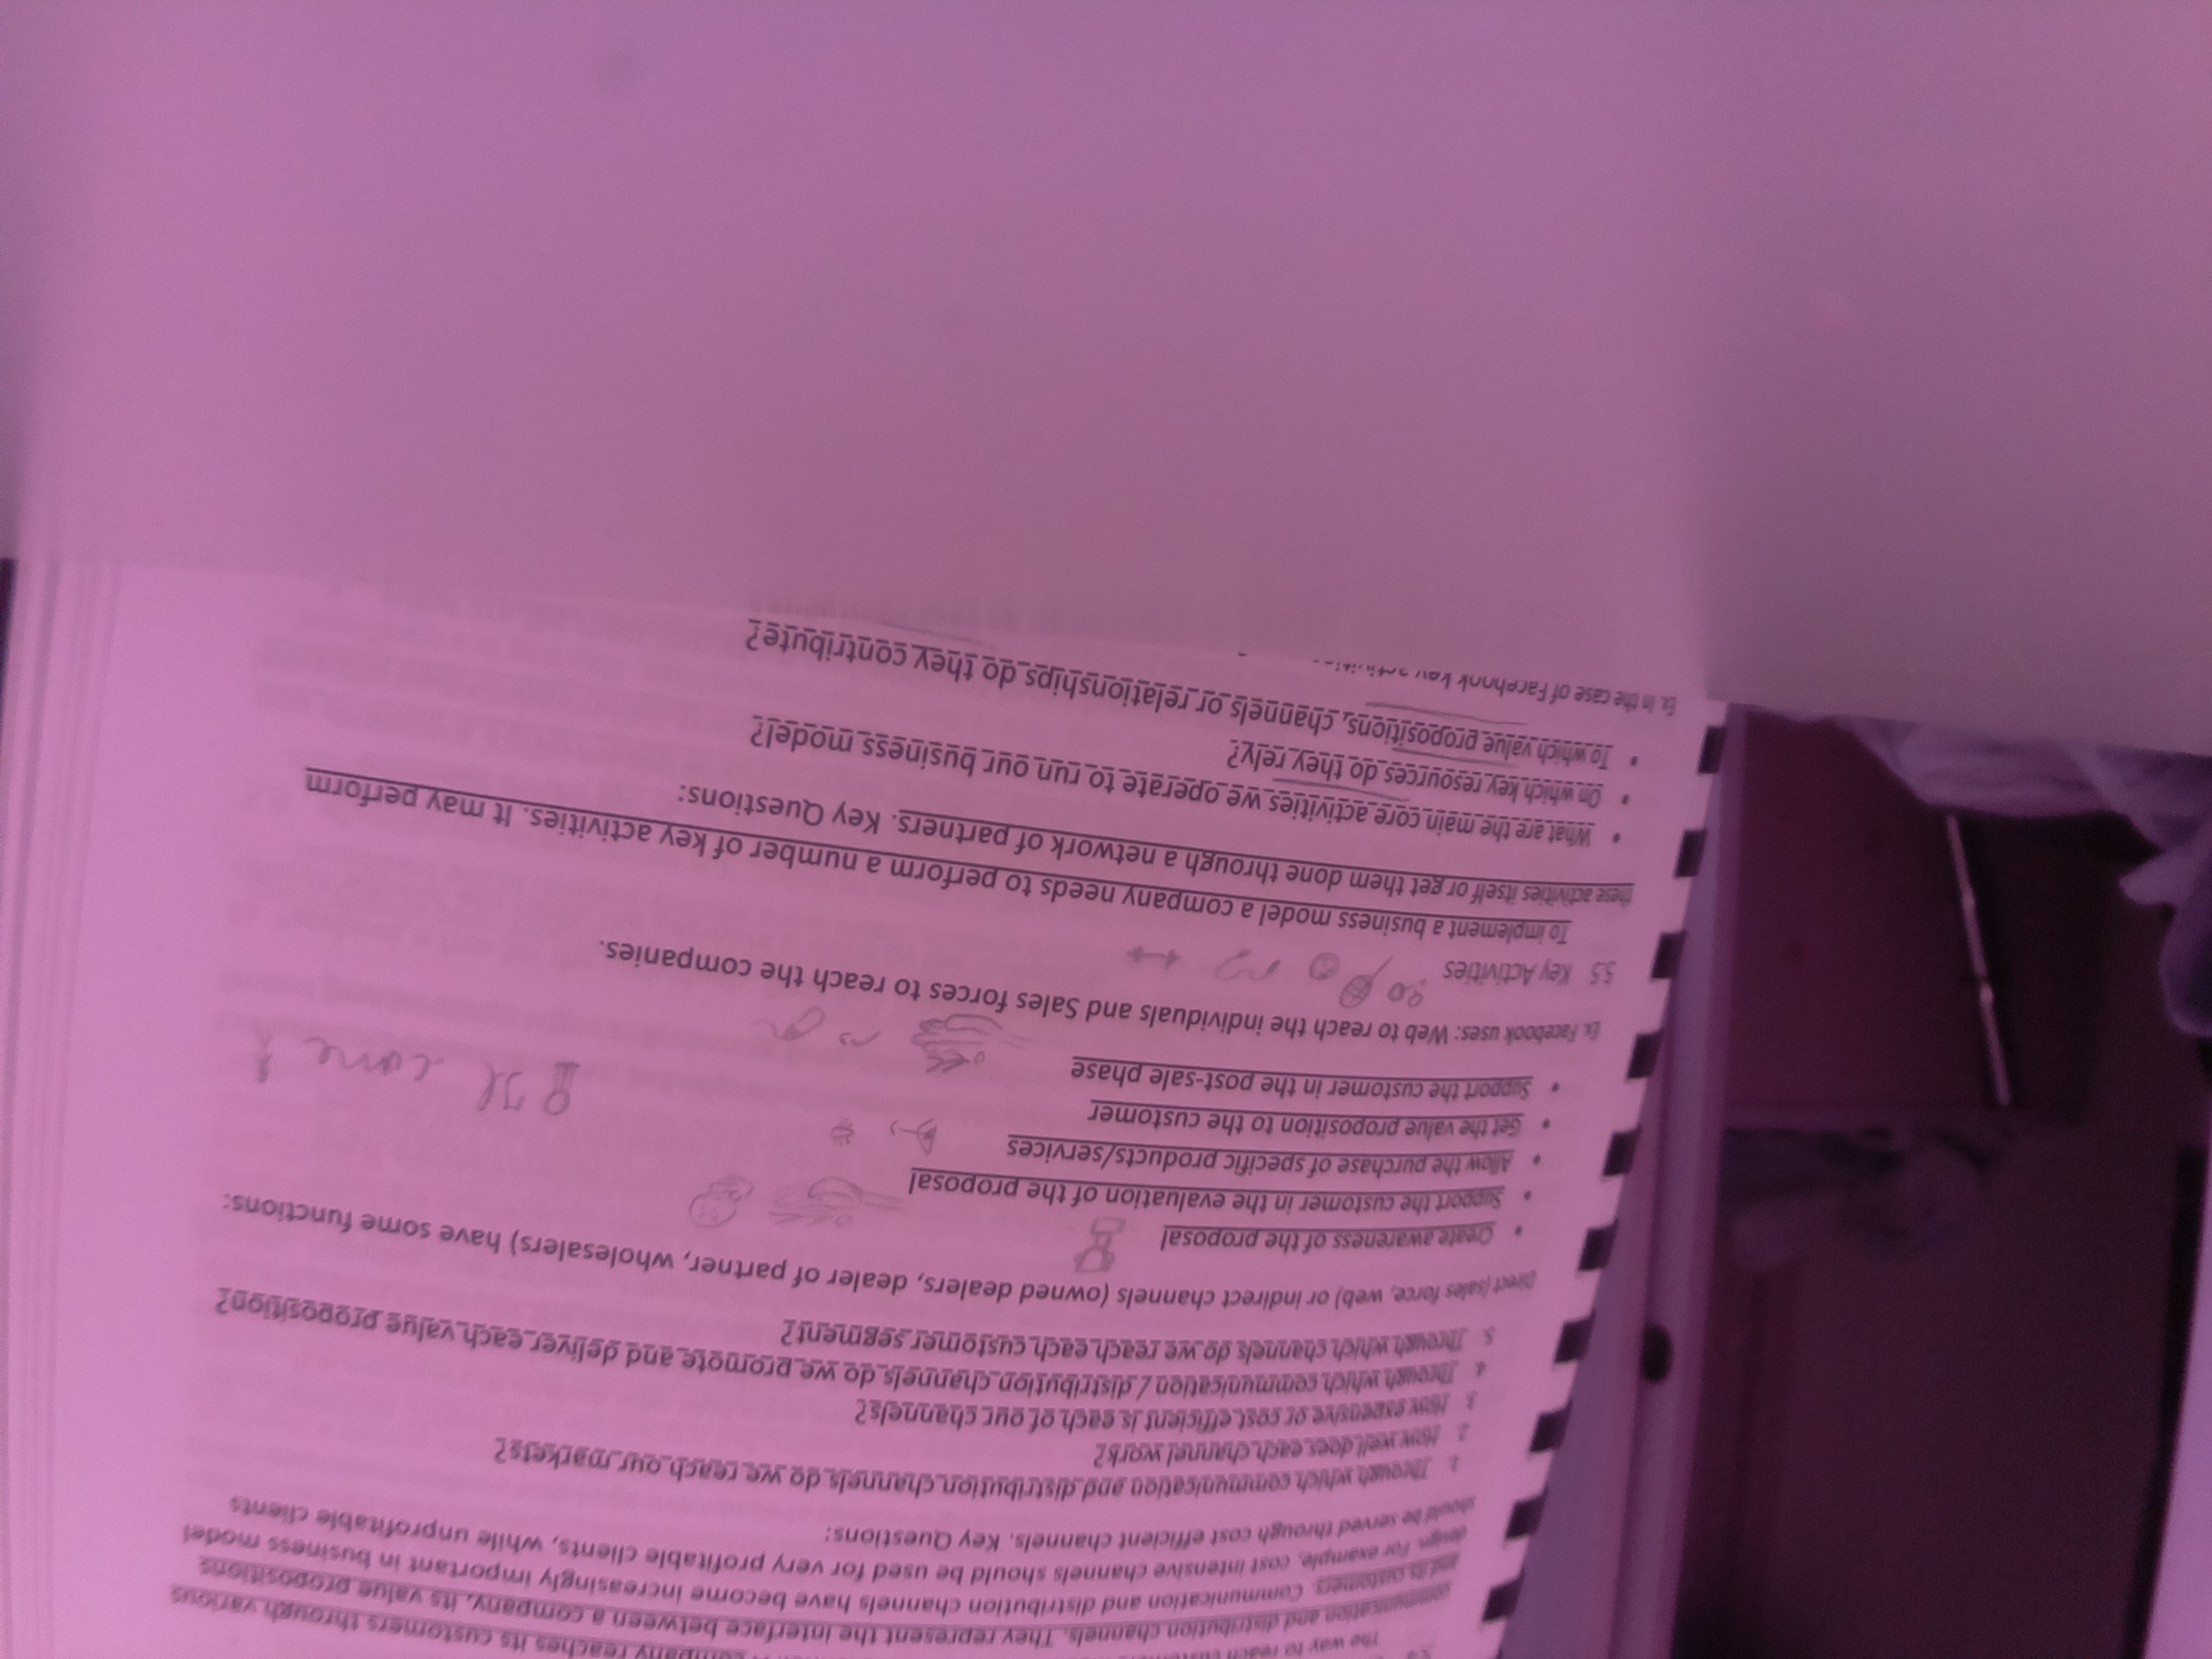 The way to reach
company reaches its customers through various
communication and distribution channels. They represent the interface between a company, its value propositions
and its customers. Communication and distribution channels have become increasingly important in business model
design. For example, cost intensive channels should be used for very profitable clients, while unprofitable clients
should be served through cost efficient channels. Key Questions:
1. Through which communication and distribution channels do we reach our markets?
2. How well does each channel work?
3. How expensive or cost efficient is each of our channels?
4. Through which communication / distribution channels do we promote and deliver each value proposition?
5. Through which channels do we reach each customer segment?
Direct (sales force, web) or indirect channels (owned dealers, dealer of partner, wholesalers) have some functions:
• Create awareness of the proposal
• Support the customer in the evaluation of the proposal
• Allow the purchase of specific products/services
• Get the value proposition to the customer
• Support the customer in the post-sale phase
come
Ex. Facebook uses: Web to reach the individuals and Sales forces to reach the companies.
5.5 Key Activities
To implement a business model a company needs to perform a number of key activities. It may perform
these activities itself or get them done through a network of partners. Key Questions:
• What are the main core activities we operate to run our business model?
• On which key resources do they rely?
• To which value propositions, channels or relationships do they contribute?
Ex. in the case of Facebook key